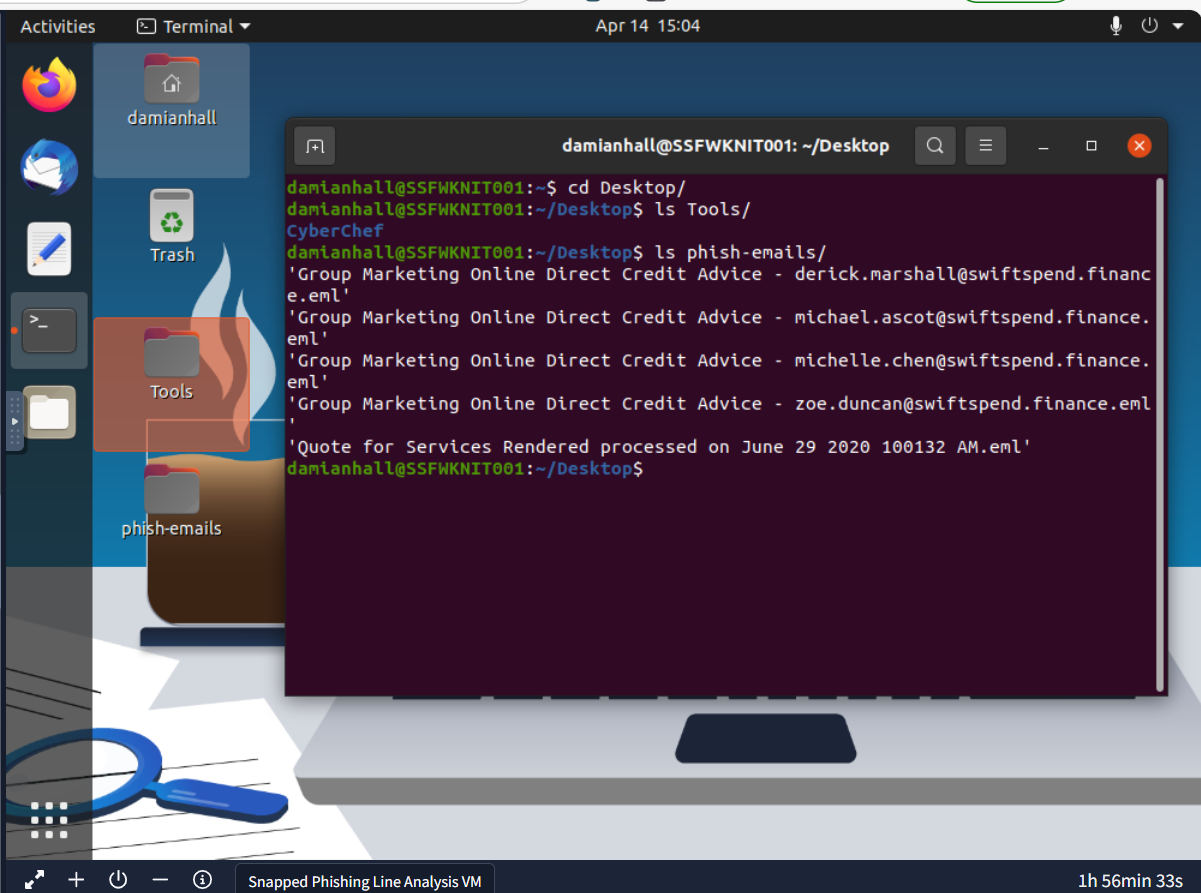 Activities
Terminal
Apr 14 15:04
damianhall
Trash
Tools
phish-emails
damianhall@SSFWKNIT001: ~/Desktop
damianhall@SSFWKNIT001:~$ cd Desktop/
damianhall@SSFWKNIT001:~/Desktop$ ls Tools/
CyberChef
damianhall@SSFWKNIT001:~/Desktop$ ls phish-emails/
'Group Marketing Online Direct Credit Advice - derick.marshall@swiftspend.financ
e.eml'
'Group Marketing Online Direct Credit Advice - michael.ascot@swiftspend.finance.
eml'
'Group Marketing Online Direct Credit Advice - michelle.chen@swiftspend.finance.
eml'
'Group Marketing Online Direct Credit Advice - zoe.duncan@swiftspend.finance.eml
'
'Quote for Services Rendered processed on June 29 2020 100132 AM.eml'
damianhall@SSFWKNIT001:~/Desktop$
Snapped Phishing Line Analysis VM
1h 56min 33s